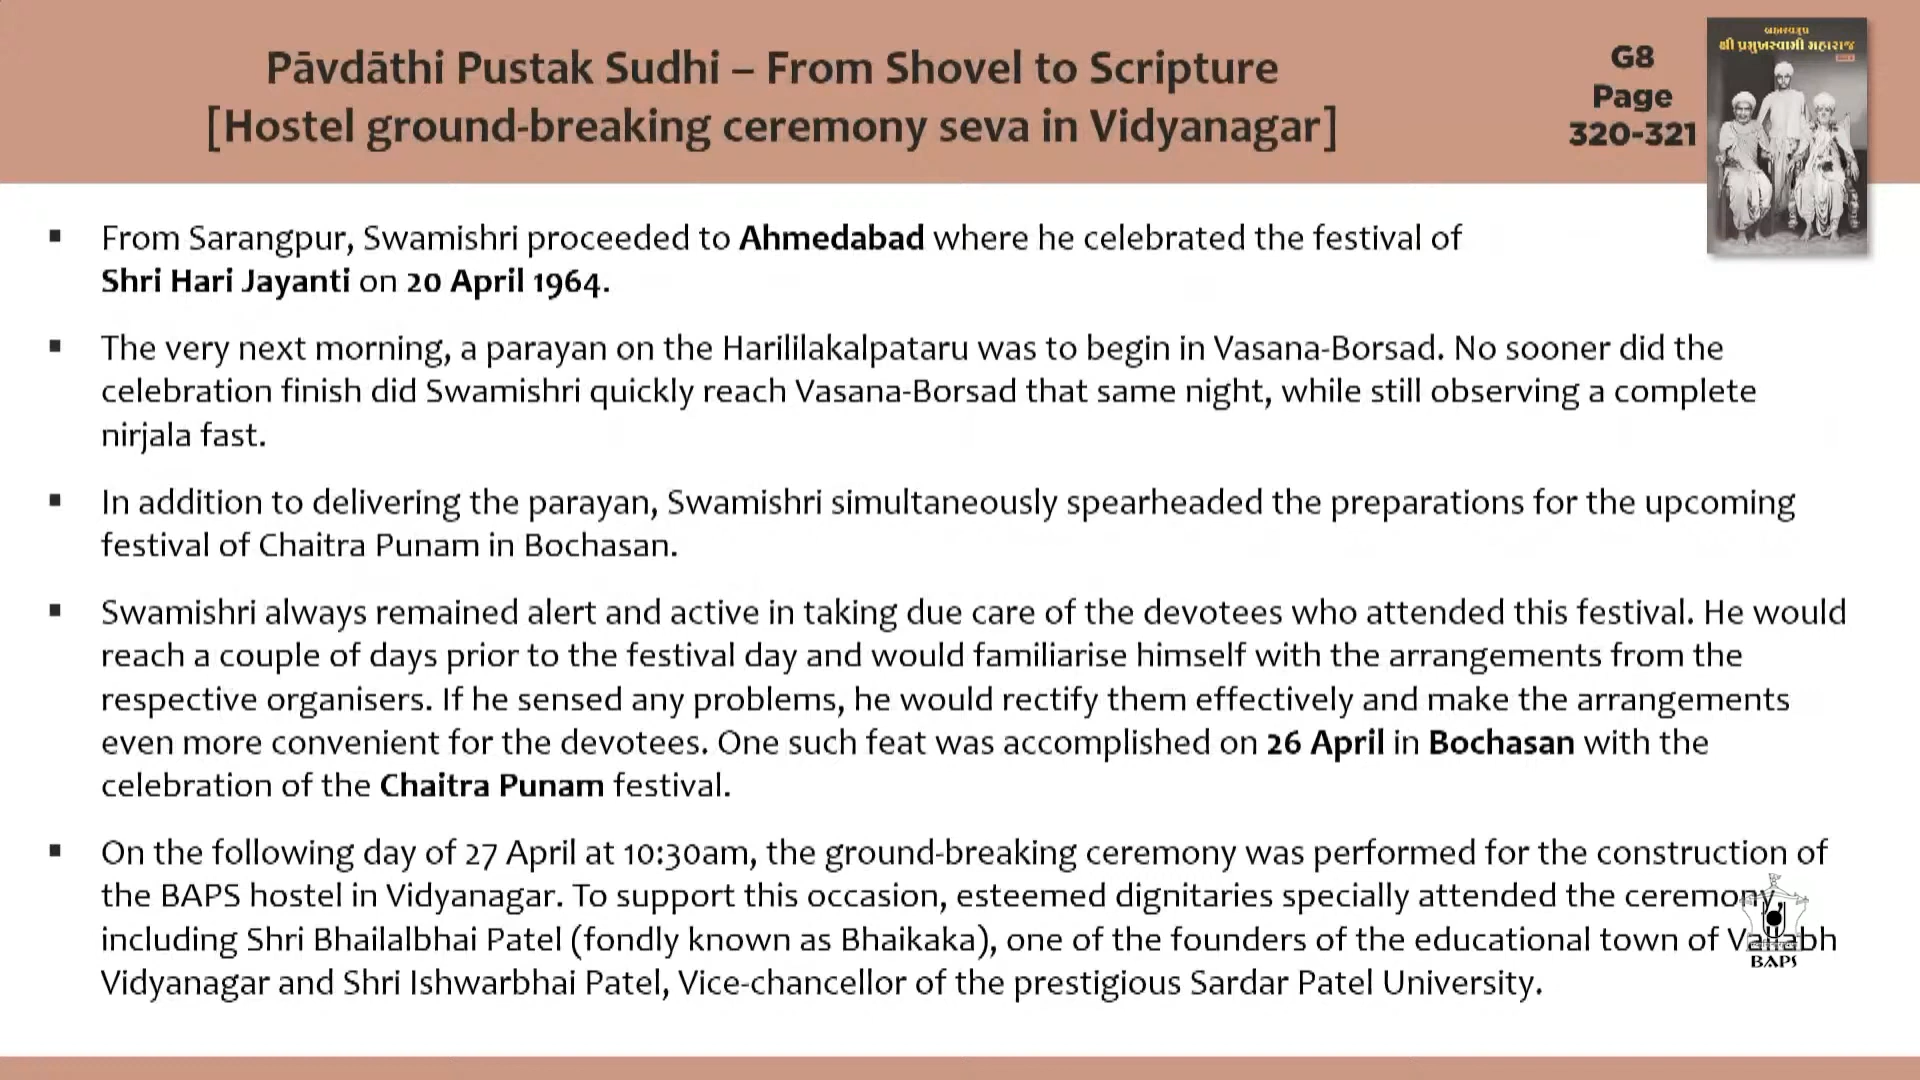 Pāvdāthi Pustak Sudhi – From Shovel to Scripture
[Hostel ground-breaking ceremony seva in Vidyanagar]
G8
Page
320-321
બ્રહ્મસ્વરૂપ
શ્રી પ્રમુખસ્વામી મહારાજ
▪ From Sarangpur, Swamishri proceeded to Ahmedabad where he celebrated the festival of
Shri Hari Jayanti on 20 April 1964.
▪ The very next morning, a parayan on the Harililakalpataru was to begin in Vasana-Borsad. No sooner did the
celebration finish did Swamishri quickly reach Vasana-Borsad that same night, while still observing a complete
nirjala fast.
▪ In addition to delivering the parayan, Swamishri simultaneously spearheaded the preparations for the upcoming
festival of Chaitra Punam in Bochasan.
▪ Swamishri always remained alert and active in taking due care of the devotees who attended this festival. He would
reach a couple of days prior to the festival day and would familiarise himself with the arrangements from the
respective organisers. If he sensed any problems, he would rectify them effectively and make the arrangements
even more convenient for the devotees. One such feat was accomplished on 26 April in Bochasan with the
celebration of the Chaitra Punam festival.
▪ On the following day of 27 April at 10:30am, the ground-breaking ceremony was performed for the construction of
the BAPS hostel in Vidyanagar. To support this occasion, esteemed dignitaries specially attended the ceremony
including Shri Bhailalbhai Patel (fondly known as Bhaikaka), one of the founders of the educational town of Vallabh
Vidyanagar and Shri Ishwarbhai Patel, Vice-chancellor of the prestigious Sardar Patel University.
BAPS